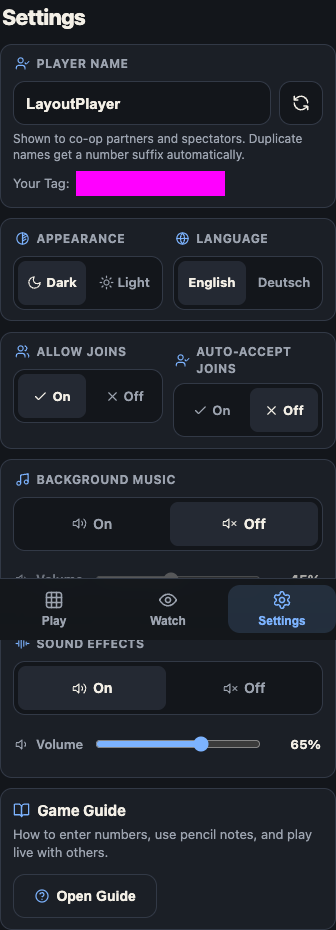 Settings
PLAYER NAME
LayoutPlayer
Shown to co-op partners and spectators. Duplicate
names get a number suffix automatically.
Your Tag:
APPEARANCE
LANGUAGE
Dark
Light
English
Deutsch
ALLOW JOINS
AUTO-ACCEPT
JOINS
On
Off
On
Off
BACKGROUND MUSIC
On
Off
Volume
Play
Watch
Settings
SOUND EFFECTS
On
Off
Volume
65%
Game Guide
How to enter numbers, use pencil notes, and play
live with others.
Open Guide